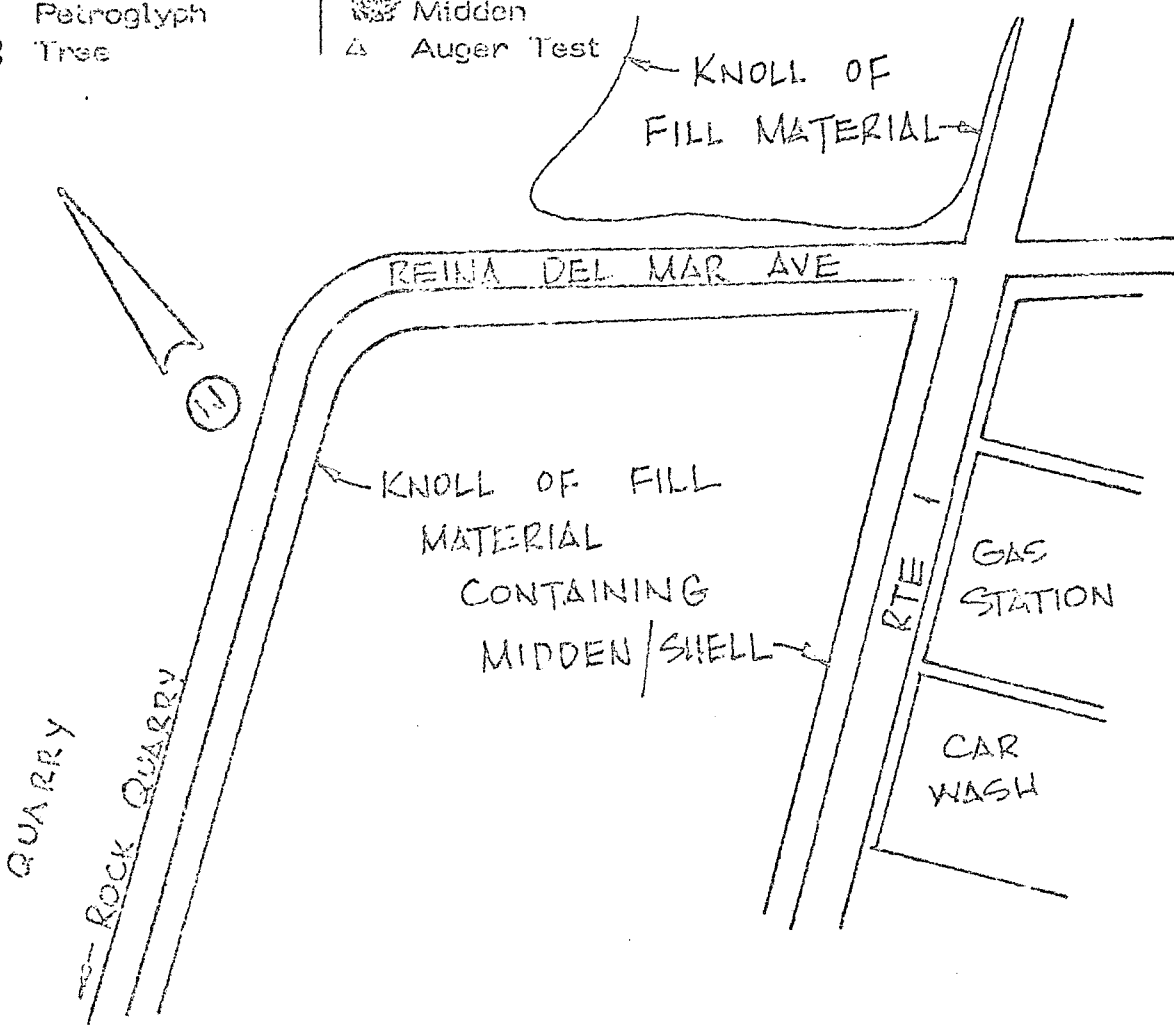 Petroglyph
Tree
Midden
Auger Test
KNOLL OF
FILL MATERIAL
REINA DEL MAR AVE
N
KNOLL OF FILL
MATERIAL
CONTAINING
MIDDEN/SHELL
RTE 1
GAS
STATION
CAR
WASH
QUARRY
ROCK QUARRY